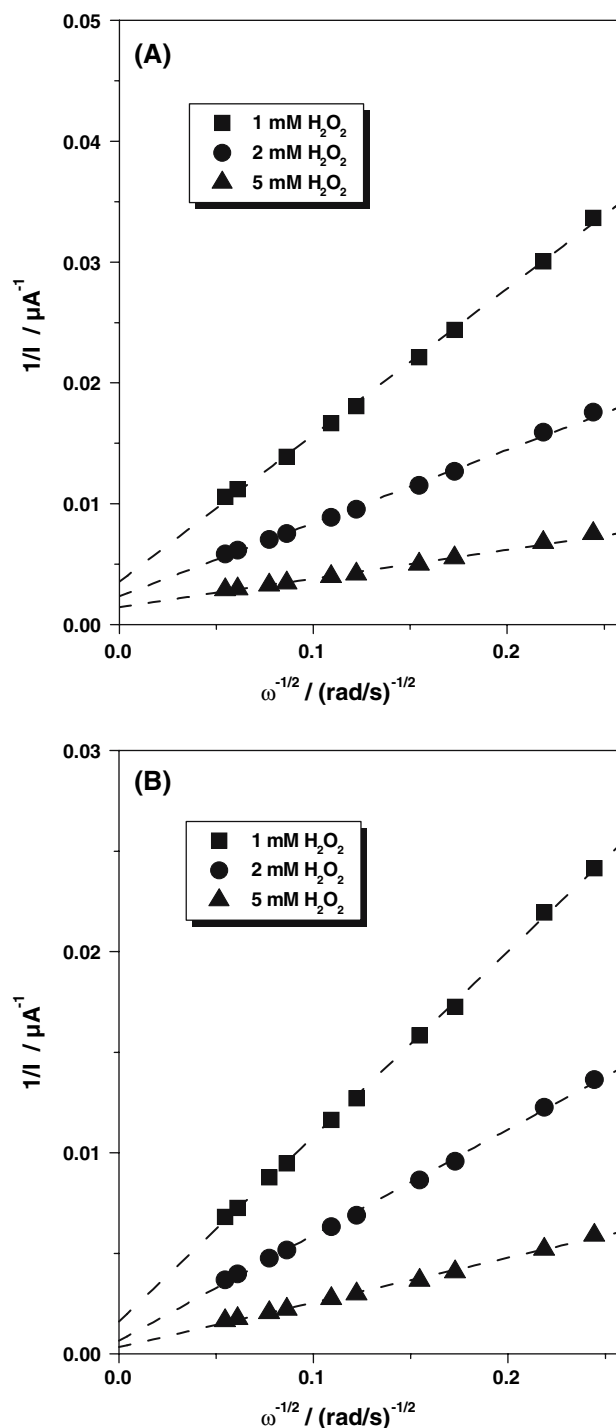 (A)
1 mM H₂O₂
2 mM H₂O₂
5 mM H₂O₂
0.05
0.04
0.03
0.02
0.01
0.00
1/I / µA⁻¹
0.0 0.1 0.2
ω⁻¹/² / (rad/s)⁻¹/²
(B)
1 mM H₂O₂
2 mM H₂O₂
5 mM H₂O₂
0.03
0.02
0.01
0.00
1/I / µA⁻¹
0.0 0.1 0.2
ω⁻¹/² / (rad/s)⁻¹/²